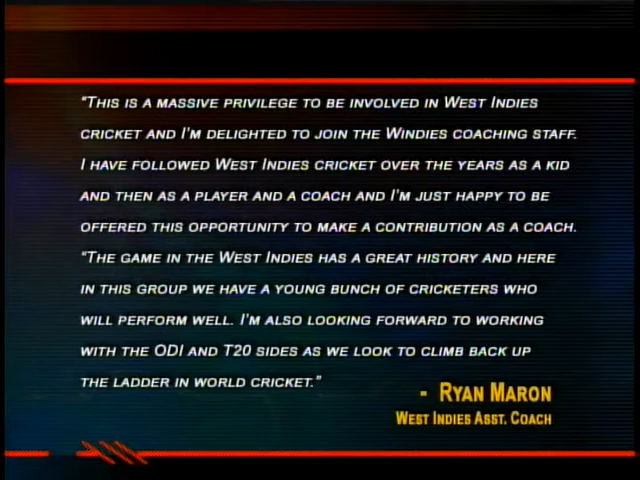 "This is a massive privilege to be involved in West Indies
cricket and I'm delighted to join the Windies coaching staff.
I have followed West Indies cricket over the years as a kid
and then as a player and a coach and I'm just happy to be
offered this opportunity to make a contribution as a coach.
"The game in the West Indies has a great history and here
in this group we have a young bunch of cricketers who
will perform well. I'm also looking forward to working
with the ODI and T20 sides as we look to climb back up
the ladder in world cricket."
- Ryan Maron
West Indies Asst. Coach